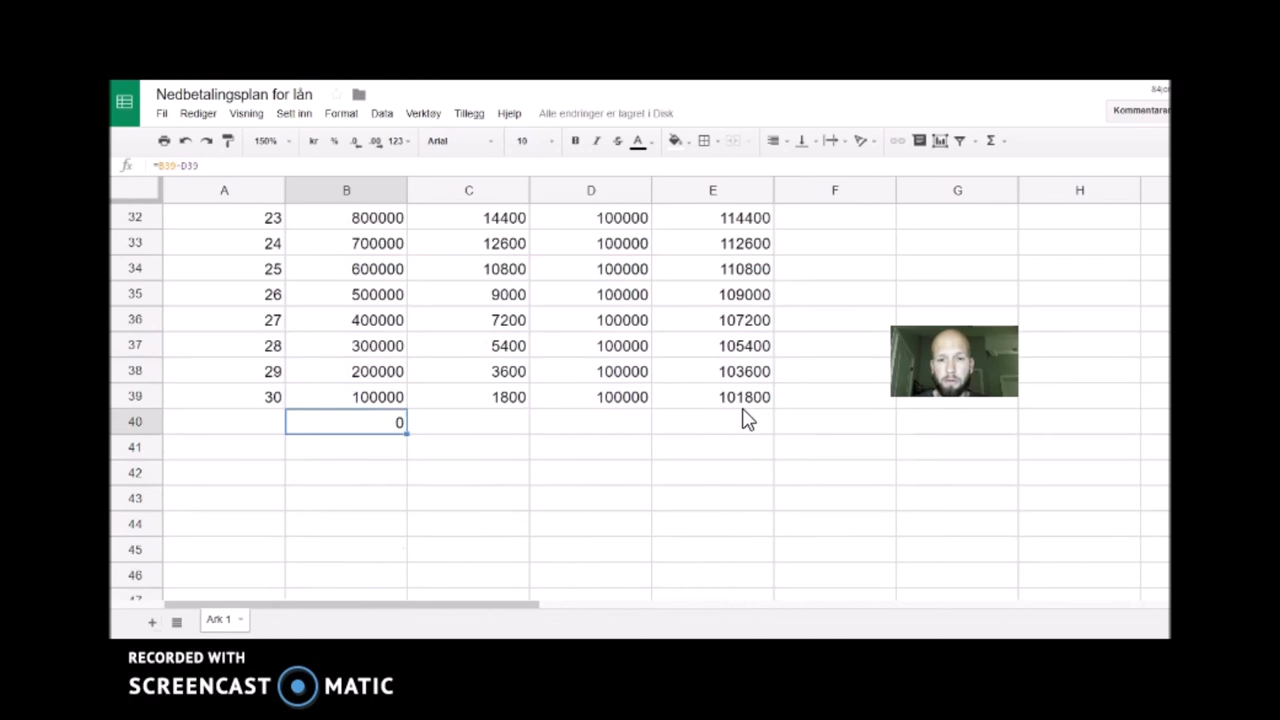 Nedbetalingsplan for lån
Fil Rediger Visning Sett inn Format Data Verktøy Tillegg Hjelp Alle endringer er lagret i Disk
Kommentarer
150% kr % .0 .00 123 Arial 10 B I S A Σ
fx =B39-D39
A B C D E F G H
32 23 800000 14400 100000 114400
33 24 700000 12600 100000 112600
34 25 600000 10800 100000 110800
35 26 500000 9000 100000 109000
36 27 400000 7200 100000 107200
37 28 300000 5400 100000 105400
38 29 200000 3600 100000 103600
39 30 100000 1800 100000 101800
40 0
41
42
43
44
45
46
47
+ Ark 1
RECORDED WITH
SCREENCAST MATIC